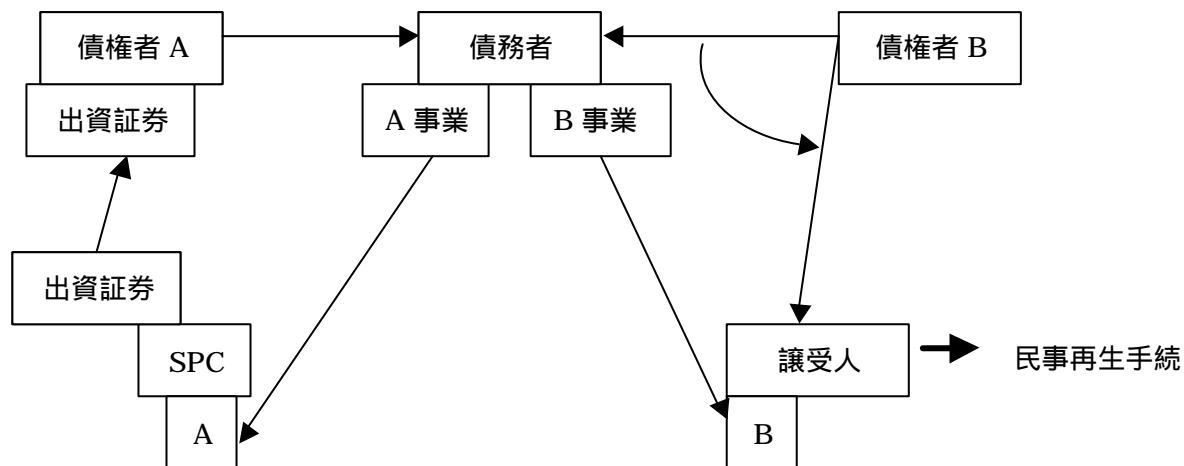 債権者 A
債務者
債権者 B
出資証券
A 事業
B 事業
出資証券
SPC
譲受人
民事再生手続
A
B